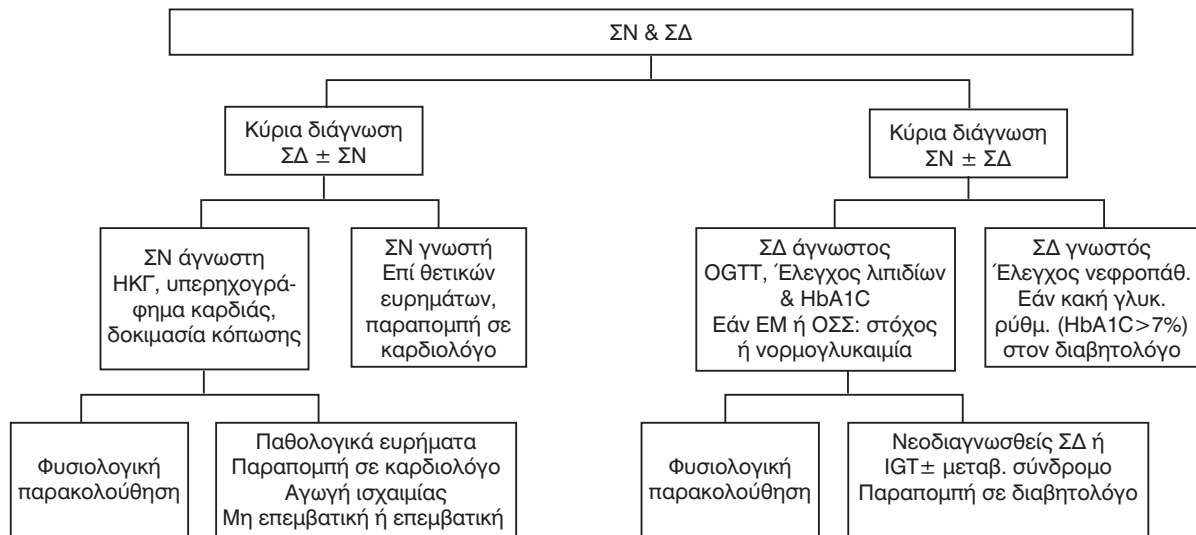 ΣΝ & ΣΔ
Κύρια διάγνωση
ΣΔ ± ΣΝ
Κύρια διάγνωση
ΣΝ ± ΣΔ
ΣΝ άγνωστη
ΗΚΓ, υπερηχογρά-
φημα καρδιάς,
δοκιμασία κόπωσης
ΣΝ γνωστή
Επί θετικών
ευρημάτων,
παραπομπή σε
καρδιολόγο
ΣΔ άγνωστος
OGTT, Έλεγχος λιπιδίων
& HbA1C
Εάν ΕΜ ή ΟΣΣ: στόχος
ή νορμογλυκαιμία
ΣΔ γνωστός
Έλεγχος νεφροπάθ.
Εάν κακή γλυκ.
ρύθμ. (HbA1C>7%)
στον διαβητολόγο
Φυσιολογική
παρακολούθηση
Παθολογικά ευρήματα
Παραπομπή σε καρδιολόγο
Αγωγή ισχαιμίας
Μη επεμβατική ή επεμβατική
Φυσιολογική
παρακολούθηση
Νεοδιαγνωσθείς ΣΔ ή
IGT± μεταβ. σύνδρομο
Παραπομπή σε διαβητολόγο